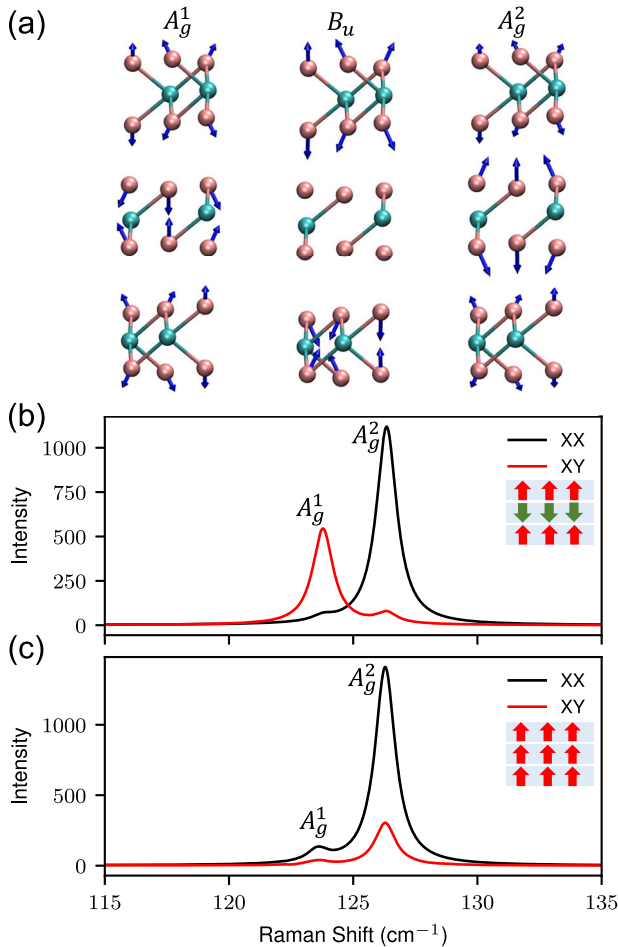 (a)
A_g^1 B_u A_g^2
(b)
Intensity
1000
750
500
250
0
A_g^1
A_g^2
XX
XY
(c)
Intensity
1000
500
0
A_g^1
A_g^2
XX
XY
115 120 125 130 135
Raman Shift (cm⁻¹)